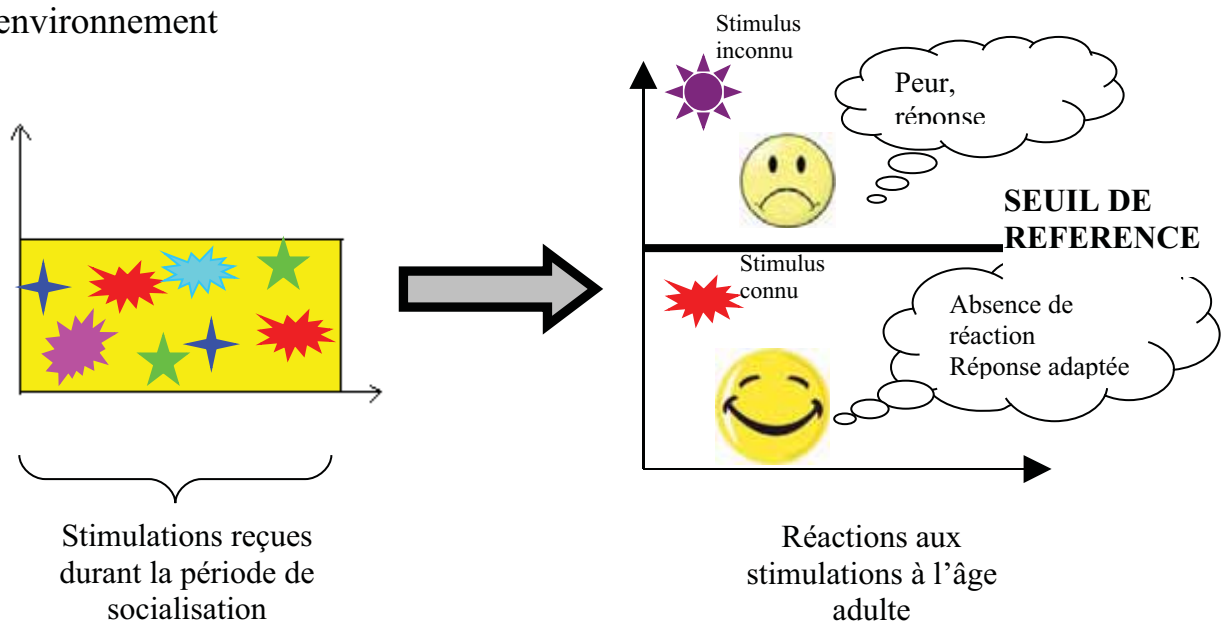 environnement
Stimulus
inconnu
Peur,
réponse
SEUIL DE
REFERENCE
Stimulus
connu
Absence de
réaction
Réponse adaptée
Stimulations reçues
durant la période de
socialisation
Réactions aux
stimulations à l’âge
adulte